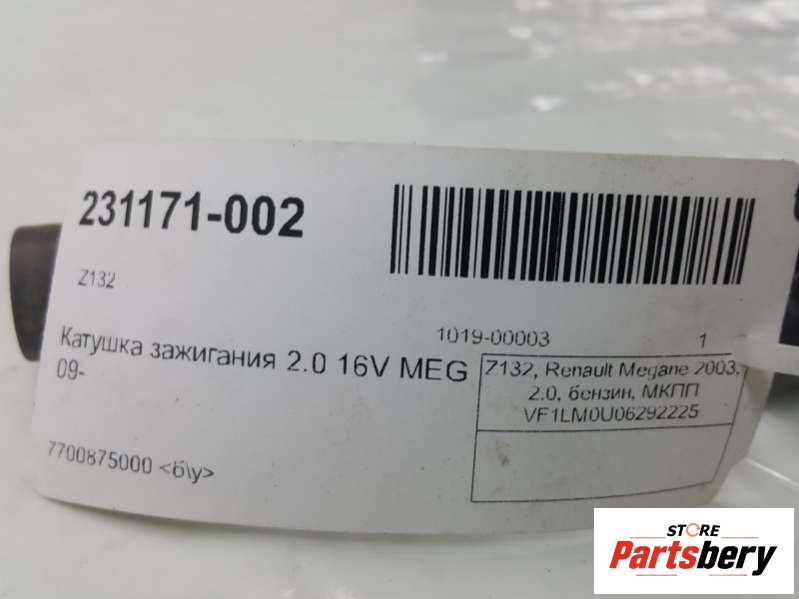 231171-002
Z132
1019-00003 1
Катушка зажигания 2.0 16V MEG
09-
Z132, Renault Megane 2003,
2.0, бензин, МКПП
VF1LM0U06292225
7700875000 <б\у>
STORE
Partsbery